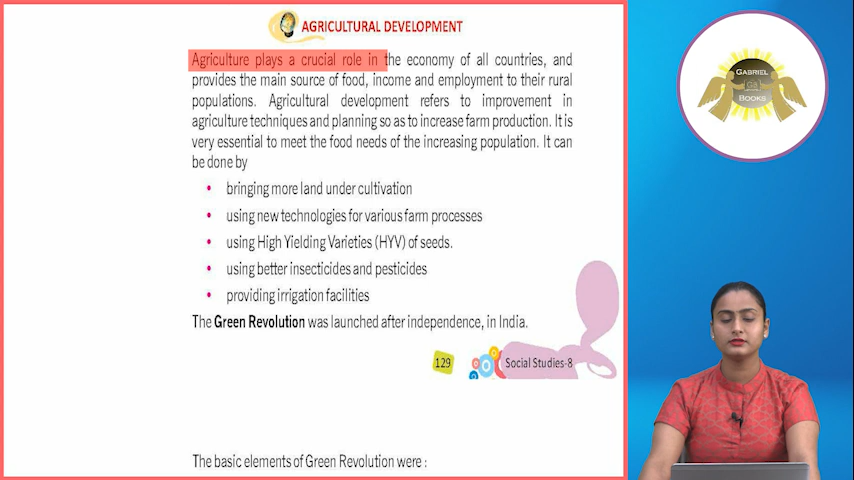 AGRICULTURAL DEVELOPMENT
Agriculture plays a crucial role in the economy of all countries, and
provides the main source of food, income and employment to their rural
populations. Agricultural development refers to improvement in
agriculture techniques and planning so as to increase farm production. It is
very essential to meet the food needs of the increasing population. It can
be done by
• bringing more land under cultivation
• using new technologies for various farm processes
• using High Yielding Varieties (HYV) of seeds.
• using better insecticides and pesticides
• providing irrigation facilities
The Green Revolution was launched after independence, in India.
129
Social Studies-8
The basic elements of Green Revolution were :
GABRIEL
BOOKS